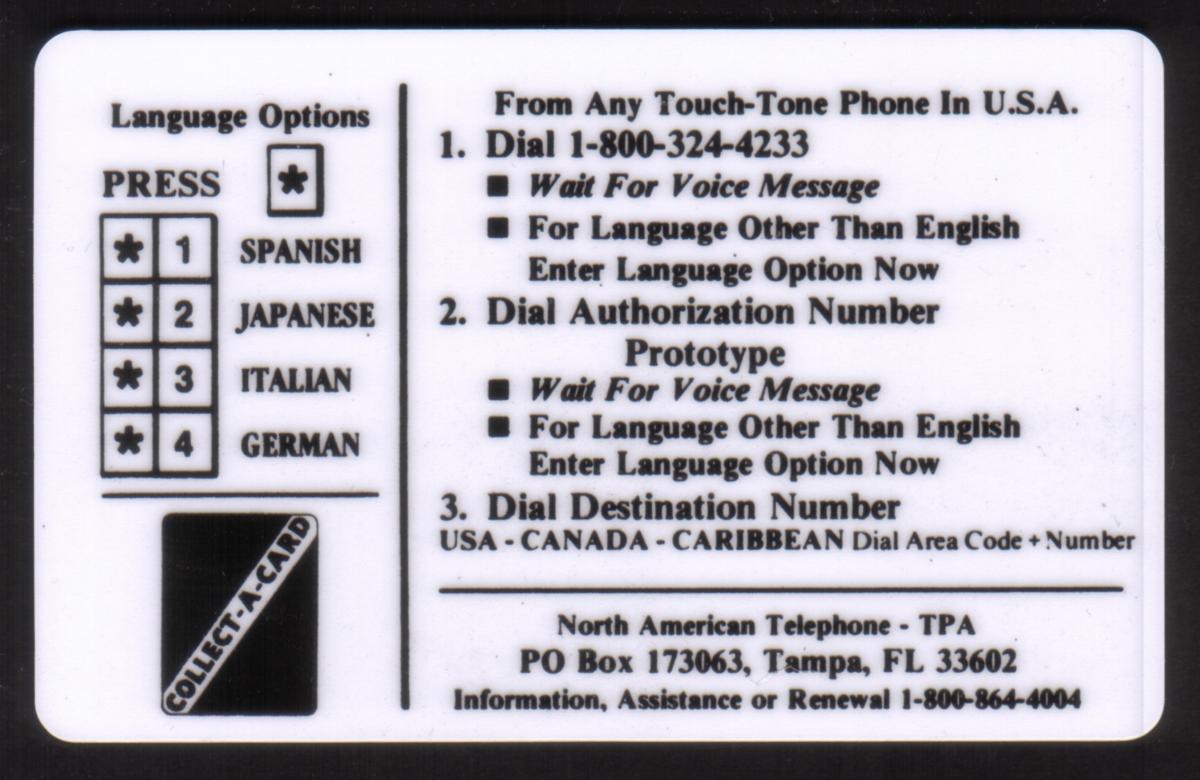 Language Options
PRESS *
* 1 SPANISH
* 2 JAPANESE
* 3 ITALIAN
* 4 GERMAN
COLLECT-A-CARD
From Any Touch-Tone Phone In U.S.A.
1. Dial 1-800-324-4233
■ Wait For Voice Message
■ For Language Other Than English
Enter Language Option Now
2. Dial Authorization Number
Prototype
■ Wait For Voice Message
■ For Language Other Than English
Enter Language Option Now
3. Dial Destination Number
USA - CANADA - CARIBBEAN Dial Area Code + Number
North American Telephone - TPA
PO Box 173063, Tampa, FL 33602
Information, Assistance or Renewal 1-800-864-4004